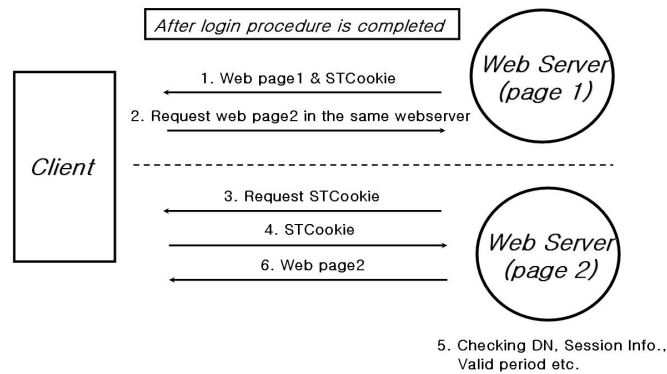 After login procedure is completed
Web Server
(page 1)
1. Web page1 & STCookie
2. Request web page2 in the same webserver
Client
3. Request STCookie
4. STCookie
Web Server
(page 2)
6. Web page2
5. Checking DN, Session Info.,
Valid period etc.